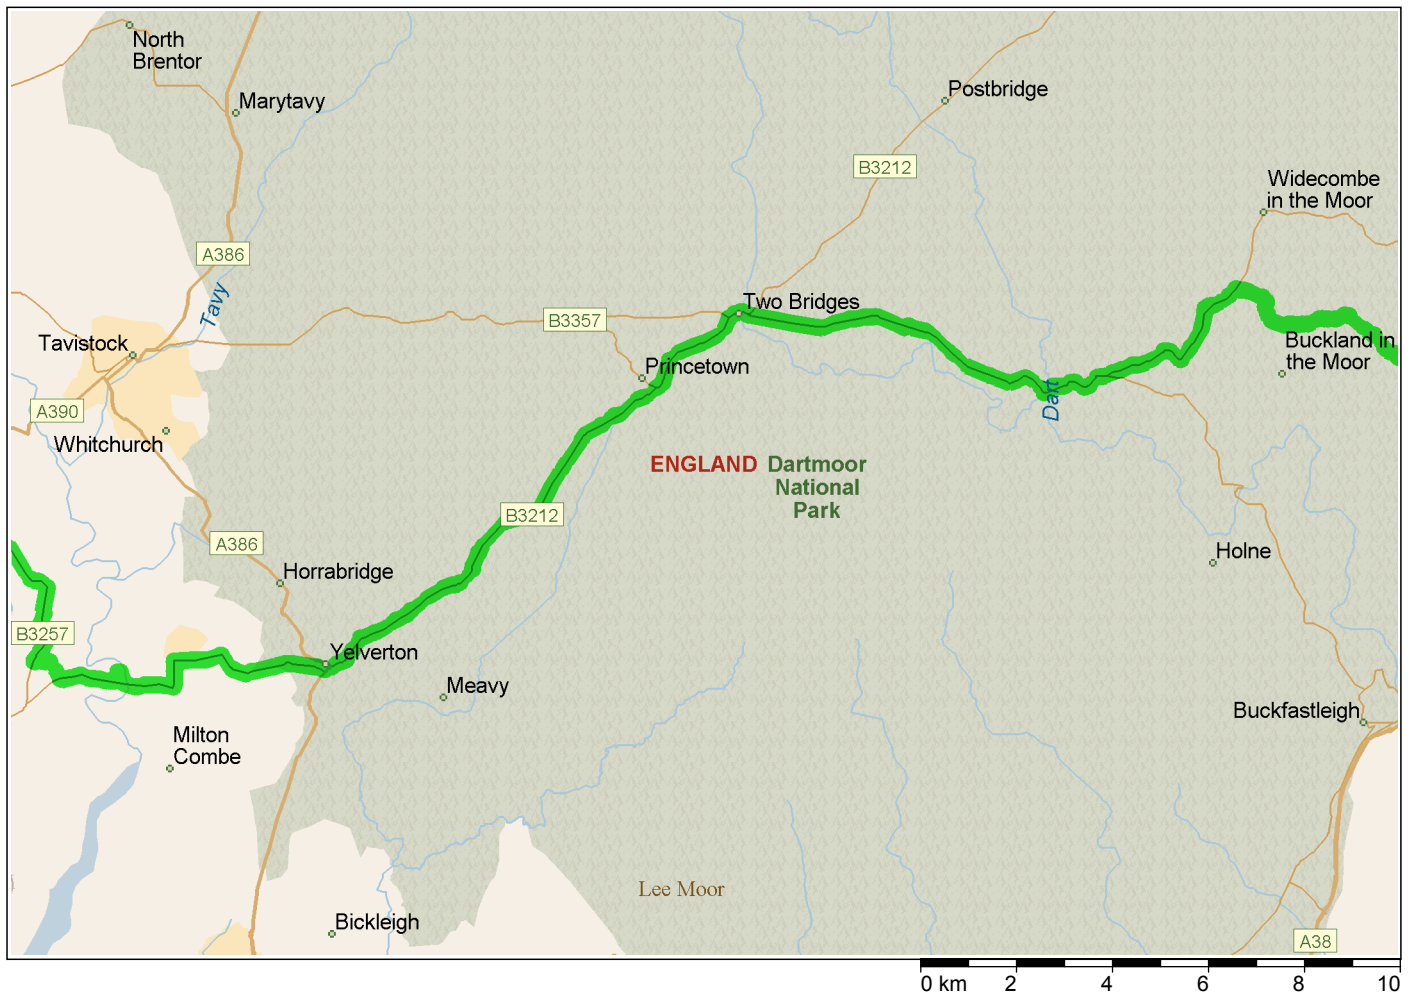 North
Brentor
Marytavy
Postbridge
B3212
Widecombe
in the Moor
A386
Tavy
Two Bridges
B3357
Tavistock
Buckland in
the Moor
Princetown
Dart
A390
Whitchurch
ENGLAND
Dartmoor
National
Park
B3212
A386
Holne
Horrabridge
B3257
Yelverton
Meavy
Buckfastleigh
Milton
Combe
Lee Moor
Bickleigh
A38
0 km 2 4 6 8 10